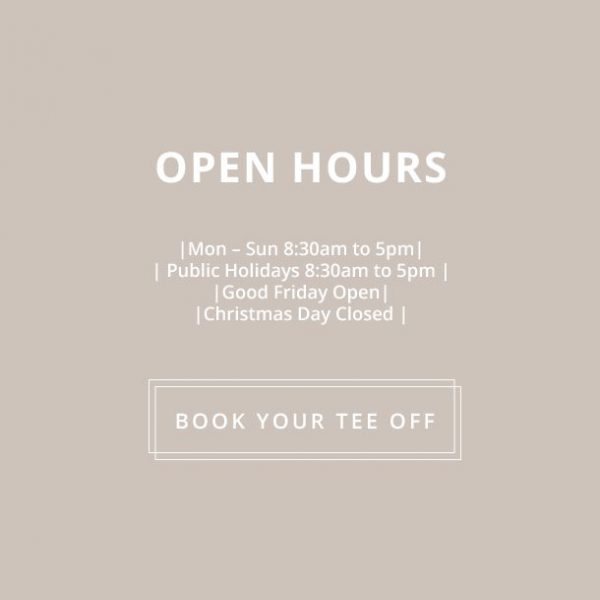 OPEN HOURS
|Mon – Sun 8:30am to 5pm|
| Public Holidays 8:30am to 5pm |
|Good Friday Open|
|Christmas Day Closed |
BOOK YOUR TEE OFF